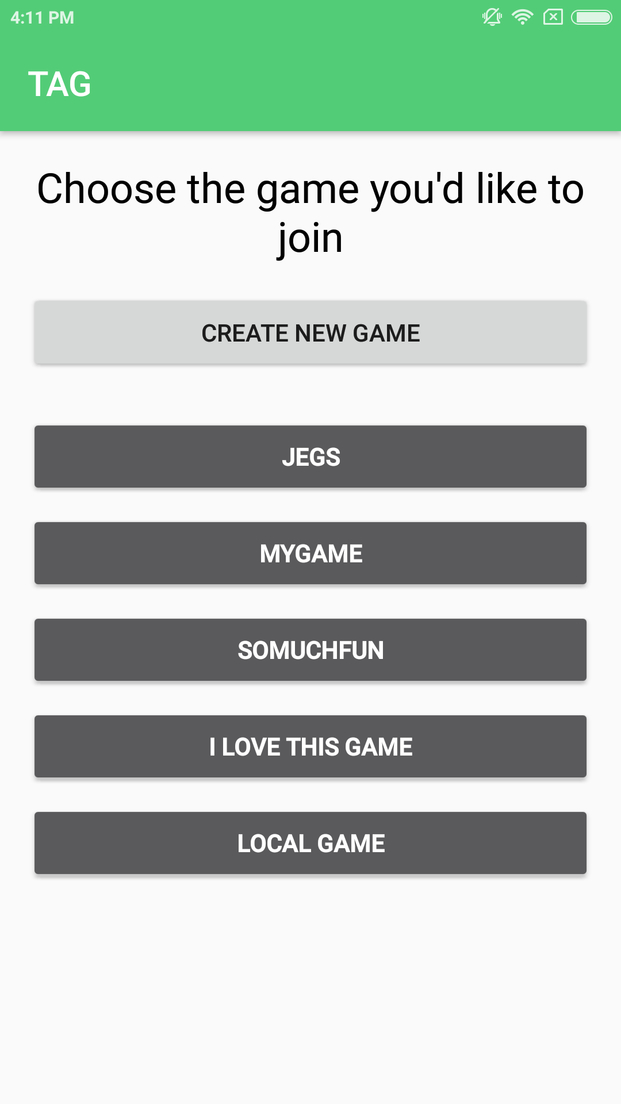 4:11 PM
TAG
Choose the game you'd like to
join
CREATE NEW GAME
JEGS
MYGAME
SOMUCHFUN
I LOVE THIS GAME
LOCAL GAME